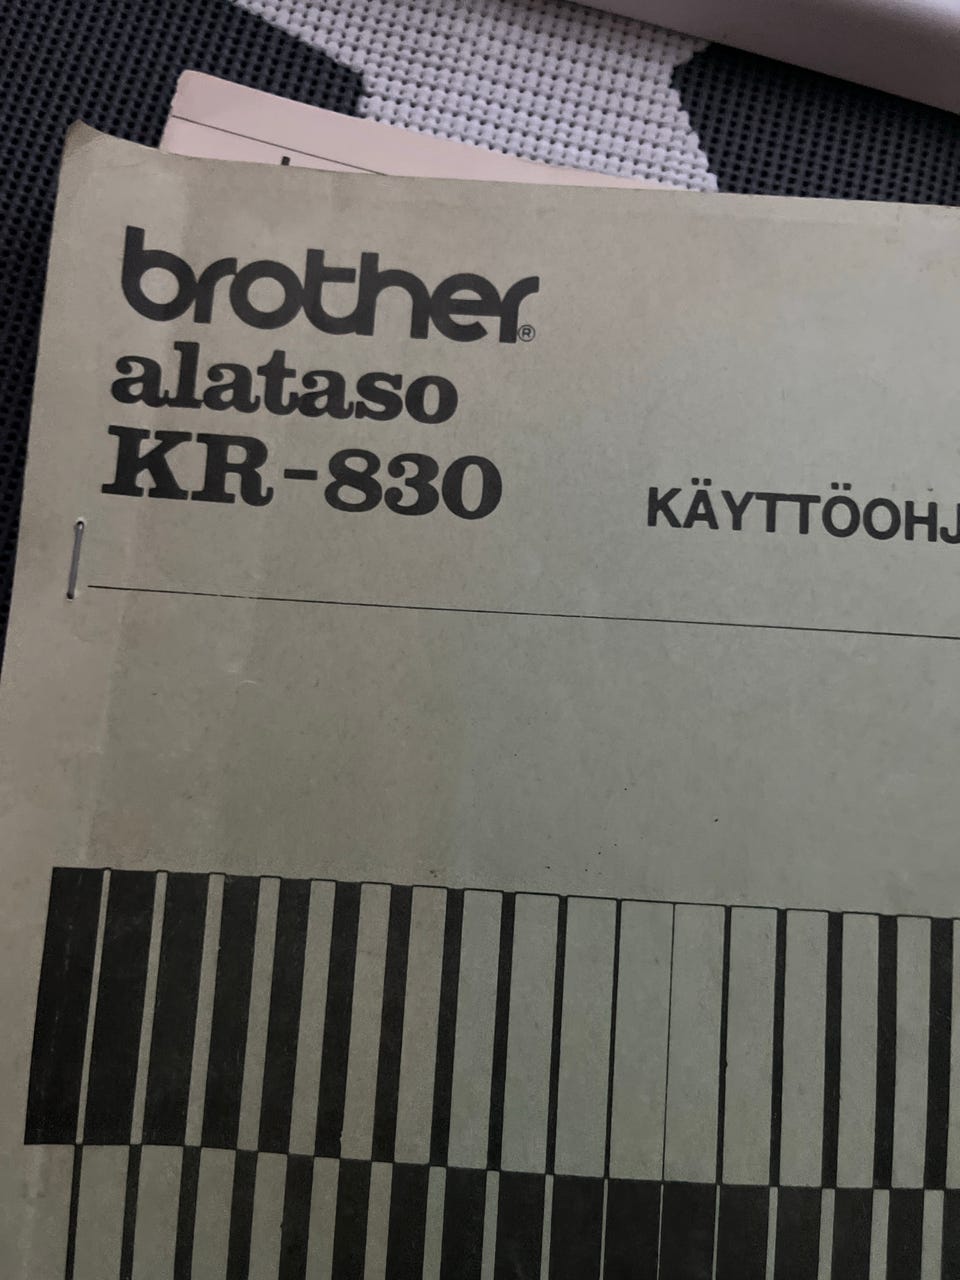 brother®
alataso
KR-830
KÄYTTÖOHJ